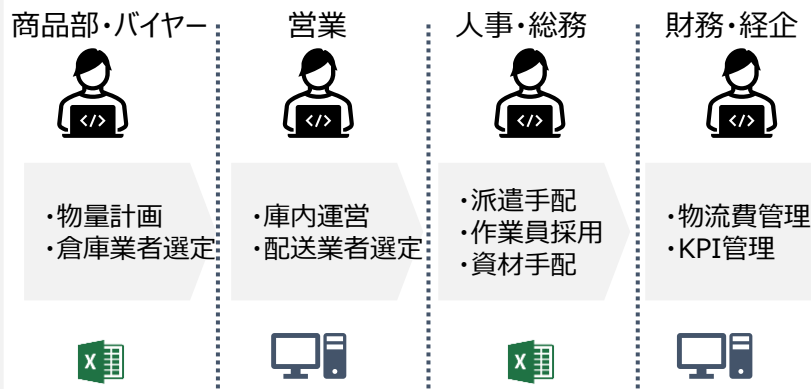 商品部・バイヤー
営業
人事・総務
財務・経企
</>
</>
</>
</>
・物量計画
・倉庫業者選定
・庫内運営
・配送業者選定
・派遣手配
・作業員採用
・資材手配
・物流費管理
・KPI管理
X
X